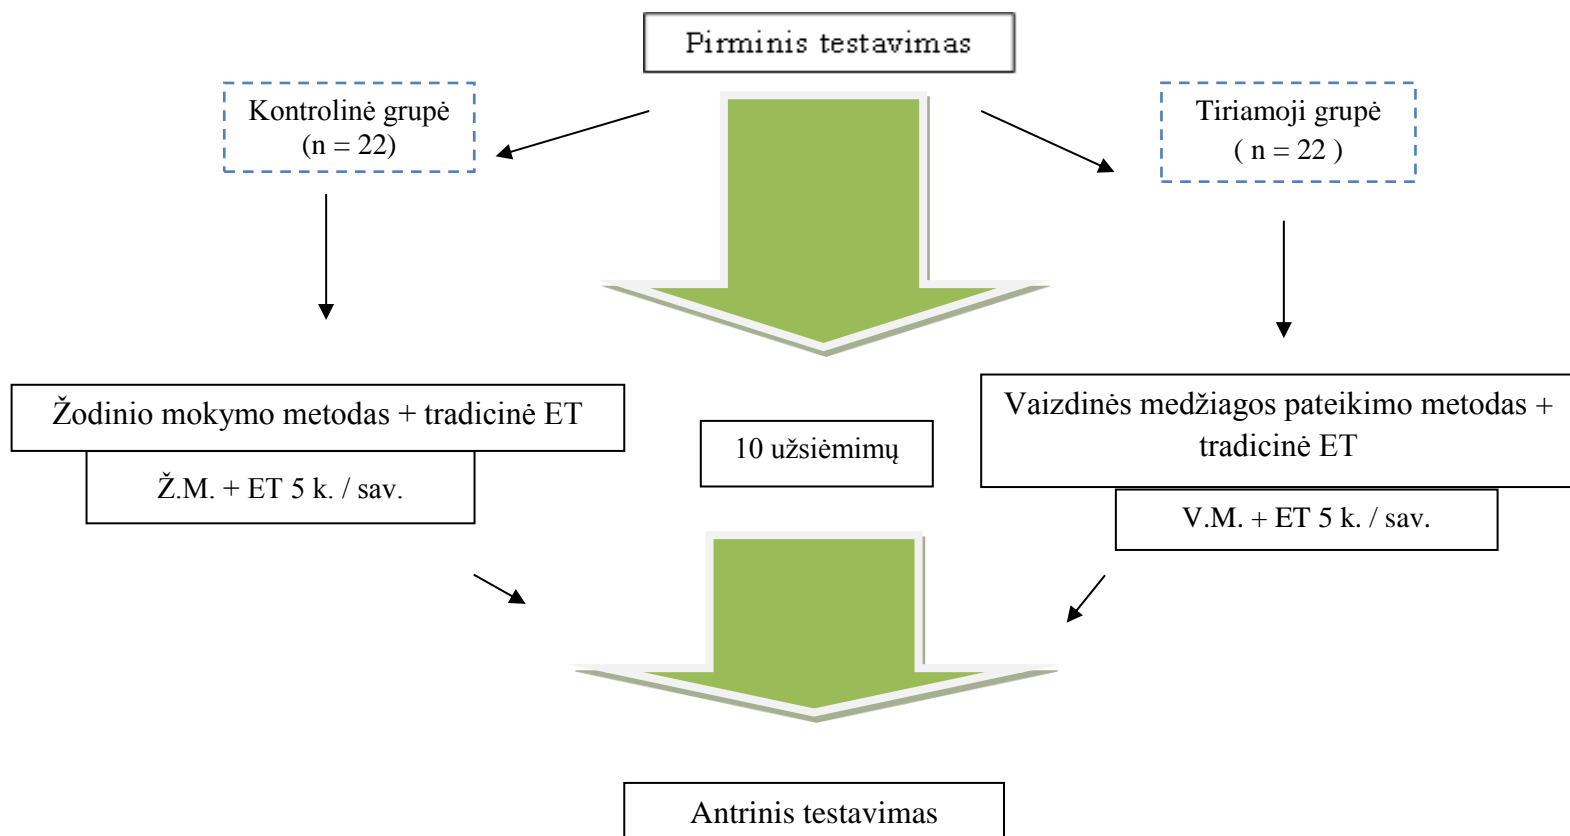 Pirminis testavimas
Kontrolinė grupė
(n = 22)
Tiriamoji grupė
( n = 22 )
Žodinio mokymo metodas + tradicinė ET
Ž.M. + ET 5 k. / sav.
10 užsiėmimų
Vaizdinės medžiagos pateikimo metodas +
tradicinė ET
V.M. + ET 5 k. / sav.
Antrinis testavimas